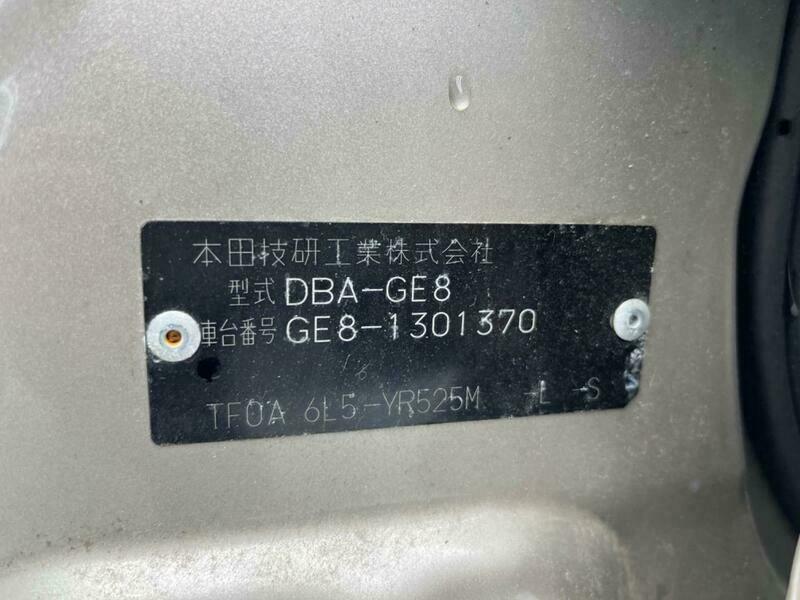 本田技研工業株式会社
型式 DBA-GE8
車台番号 GE8-1301370
TF0A 6L5-YR525M -L -S